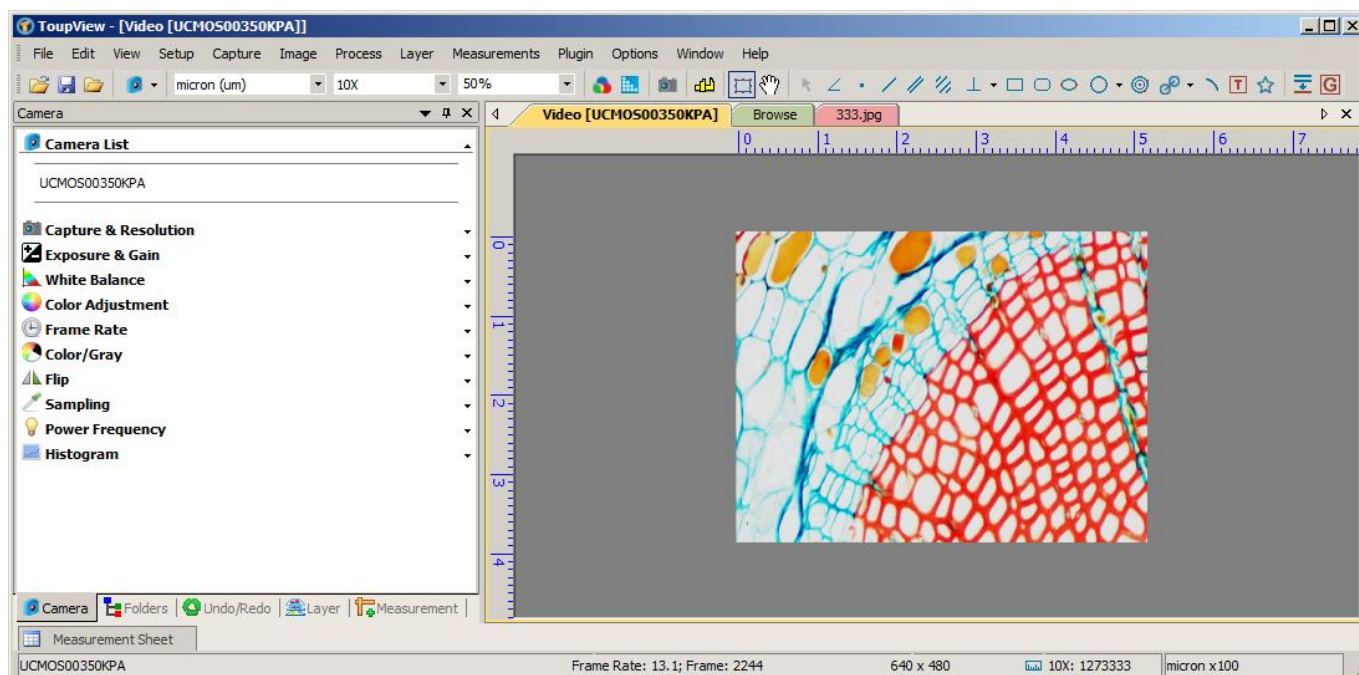 ToupView - [Video [UCMOS00350KPA]]
File Edit View Setup Capture Image Process Layer Measurements Plugin Options Window Help
micron (um) 10X 50% T G
Camera
Video [UCMOS00350KPA] Browse 333.jpg
0 1 2 3 4 5 6 7
Camera List
UCMOS00350KPA
Capture & Resolution
Exposure & Gain
White Balance
Color Adjustment
Frame Rate
Color/Gray
Flip
Sampling
Power Frequency
Histogram
0
1
2
3
4
Camera Folders Undo/Redo Layer Measurement
Measurement Sheet
UCMOS00350KPA Frame Rate: 13.1; Frame: 2244 640 x 480 10X: 1273333 micron x100